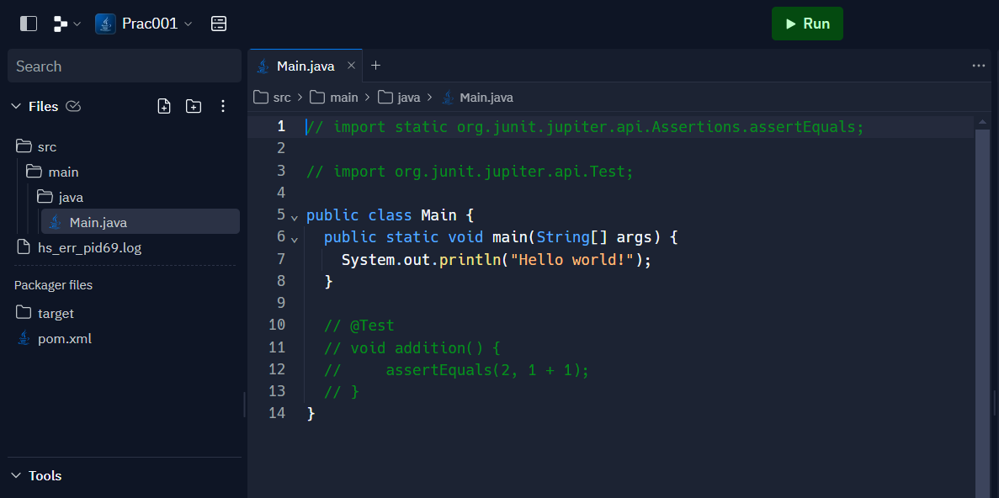 Prac001
Run
Search
Main.java
Files
src > main > java > Main.java
src
main
java
Main.java
hs_err_pid69.log
Packager files
target
pom.xml
Tools
1 // import static org.junit.jupiter.api.Assertions.assertEquals;
2
3 // import org.junit.jupiter.api.Test;
4
5 public class Main {
6   public static void main(String[] args) {
7     System.out.println("Hello world!");
8   }
9
10   // @Test
11   // void addition() {
12   //     assertEquals(2, 1 + 1);
13   // }
14 }